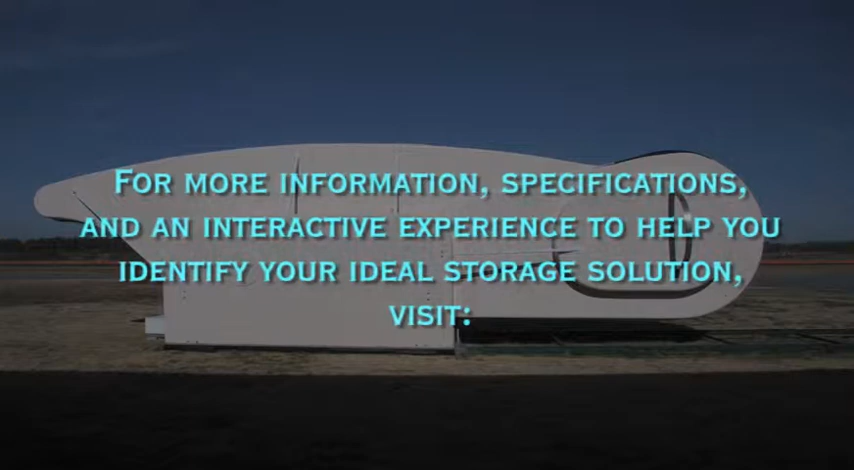 For more information, specifications,
and an interactive experience to help you
identify your ideal storage solution,
visit: